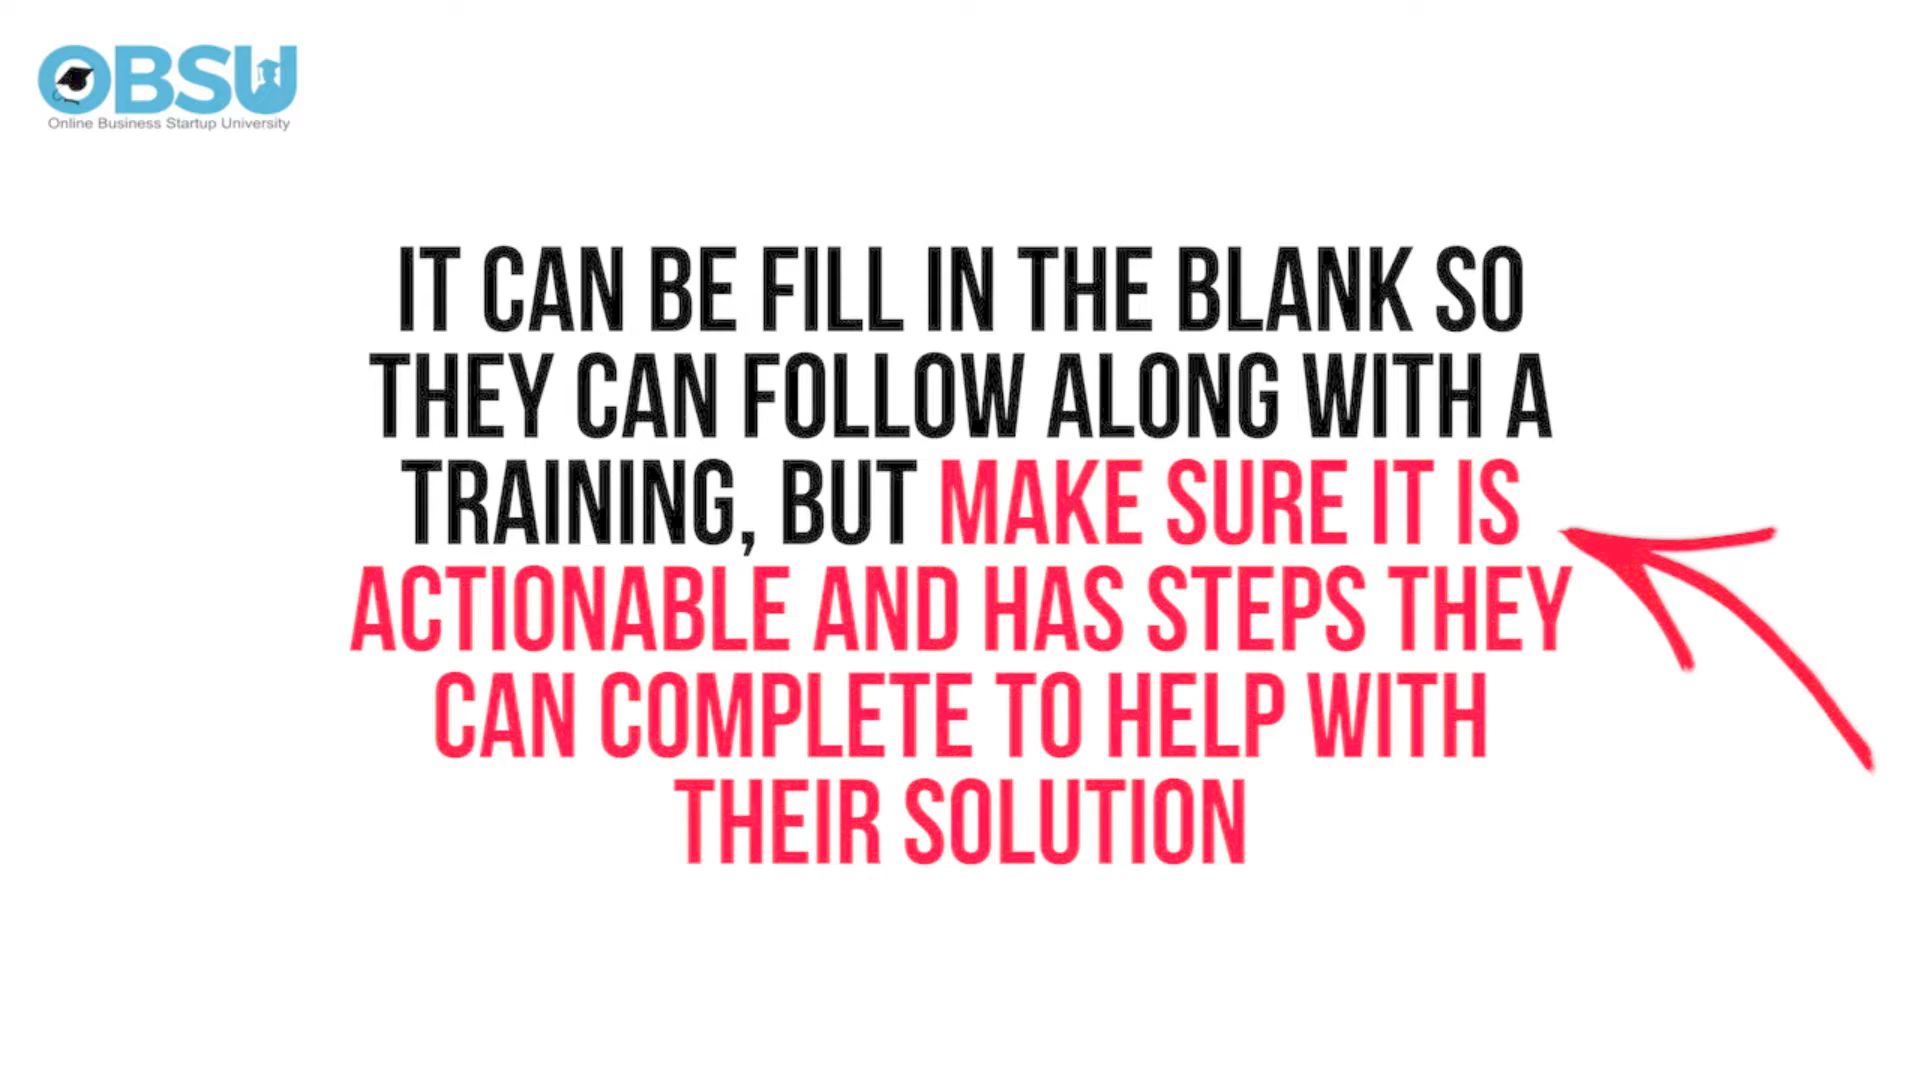 OBSU
Online Business Startup University
IT CAN BE FILL IN THE BLANK SO
THEY CAN FOLLOW ALONG WITH A
TRAINING, BUT MAKE SURE IT IS
ACTIONABLE AND HAS STEPS THEY
CAN COMPLETE TO HELP WITH
THEIR SOLUTION